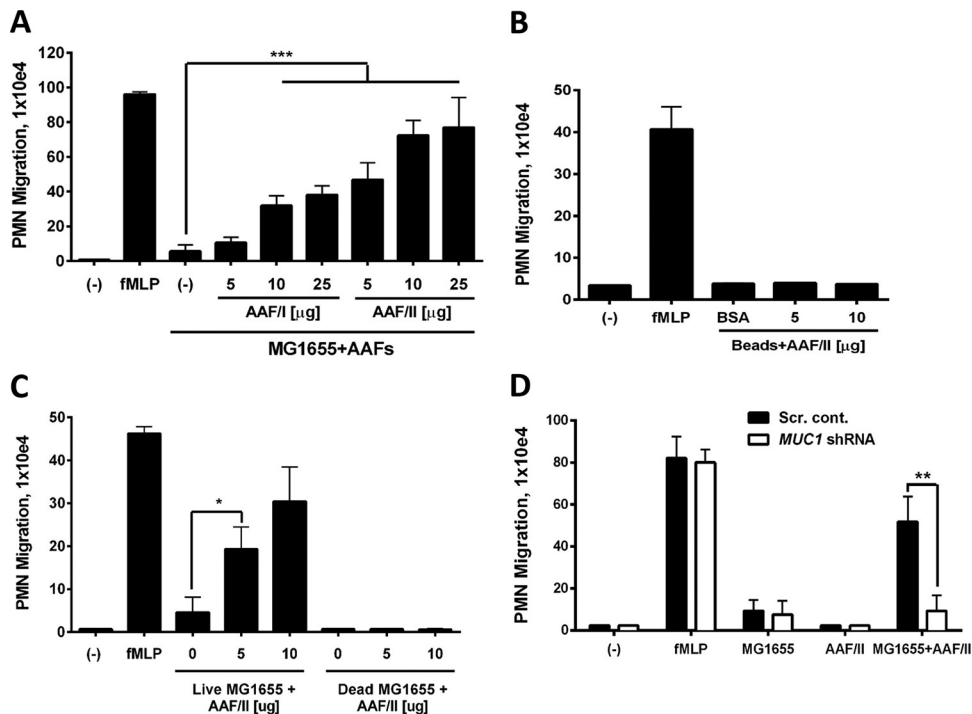 A
PMN Migration, 1x10e4
120
100
80
60
40
20
0
***
(-) fMLP (-) 5 10 25 5 10 25
AAF/I [µg] AAF/II [µg]
MG1655+AAFs
B
PMN Migration, 1x10e4
50
40
30
20
10
0
(-) fMLP BSA 5 10
Beads+AAF/II [µg]
C
PMN Migration, 1x10e4
50
40
30
20
10
0
*
(-) fMLP 0 5 10 0 5 10
Live MG1655 + Dead MG1655 +
AAF/II [ug] AAF/II [ug]
D
PMN Migration, 1x10e4
100
80
60
40
20
0
Scr. cont.
MUC1 shRNA
**
(-) fMLP MG1655 AAF/II MG1655+AAF/II